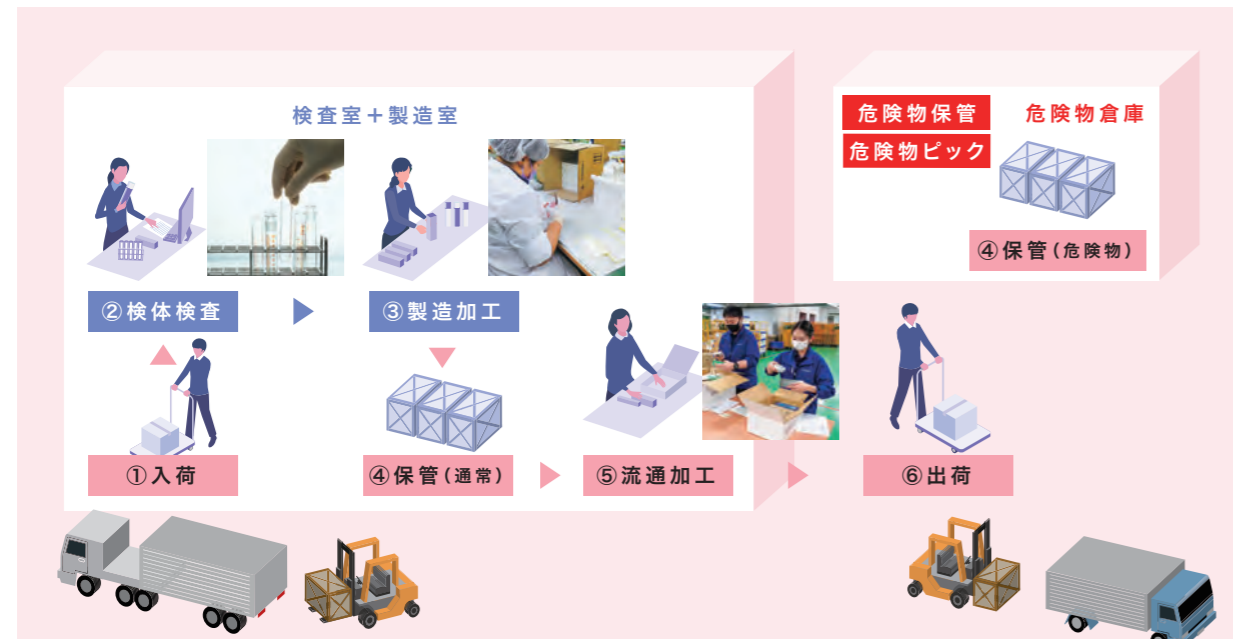 検査室＋製造室
危険物保管
危険物倉庫
危険物ピック
④保管（危険物）
②検体検査
③製造加工
①入荷
④保管（通常）
⑤流通加工
⑥出荷